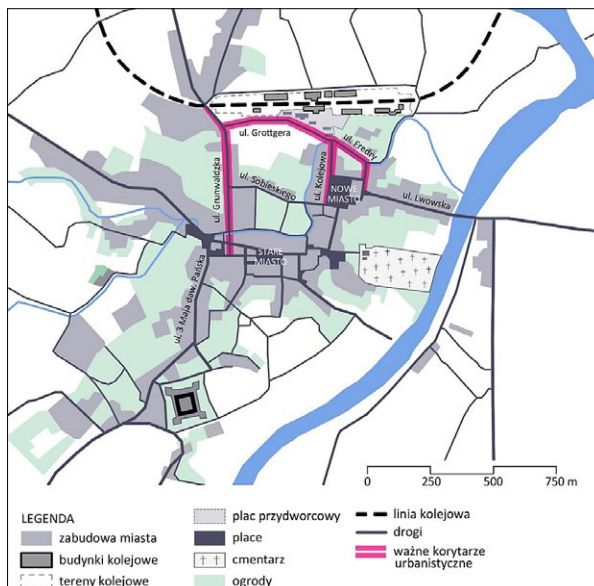 ul. Grottgera
ul. Fredry
ul. Grunwaldzka
ul. Sobieskiego
ul. Kolejowa
NOWE
MIASTO
ul. Lwowska
STARE
MIASTO
ul. 3 Maja daw. Pańska
0 250 500 750 m
LEGENDA
zabudowa miasta
budynki kolejowe
tereny kolejowe
plac przydworcowy
place
cmentarz
ogrody
linia kolejowa
drogi
ważne korytarze
urbanistyczne